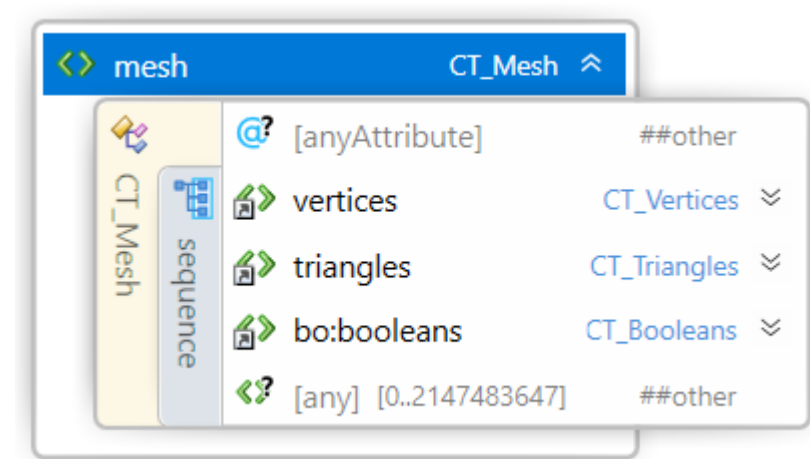 mesh CT_Mesh
CT_Mesh
sequence
[anyAttribute] ##other
vertices CT_Vertices
triangles CT_Triangles
bo:booleans CT_Booleans
[any] [0..2147483647] ##other